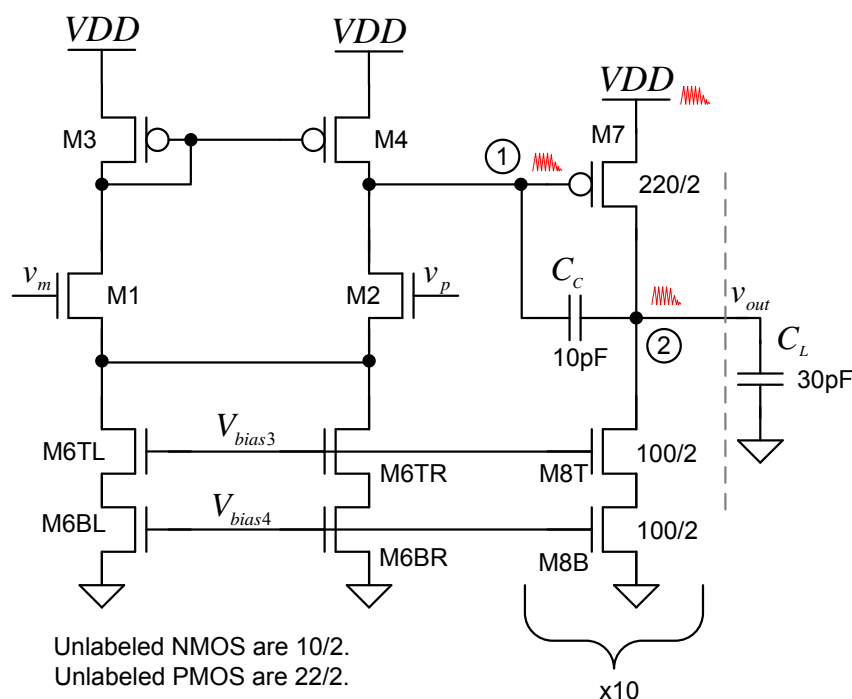 VDD
VDD
VDD
M3
M4
M7
1
220/2
v_m
M1
M2
v_p
C_C
v_out
10pF
2
C_L
30pF
V_bias3
M6TL
M6TR
M8T
100/2
V_bias4
M6BL
M6BR
M8B
100/2
Unlabeled NMOS are 10/2.
Unlabeled PMOS are 22/2.
x10